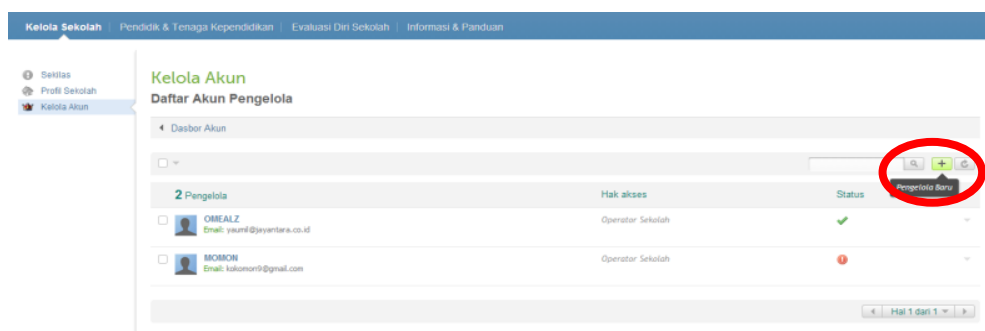 Kelola Sekolah | Pendidik & Tenaga Kependidikan | Evaluasi Diri Sekolah | Informasi & Panduan
Sekilas
Profil Sekolah
Kelola Akun
Kelola Akun
Daftar Akun Pengelola
Dasbor Akun
Pengelola Baru
2 Pengelola Hak akses Status
OMEALZ Operator Sekolah
Email: yaumil@jayantara.co.id
MOMON Operator Sekolah
Email: kokomon9@gmail.com
Hal 1 dari 1